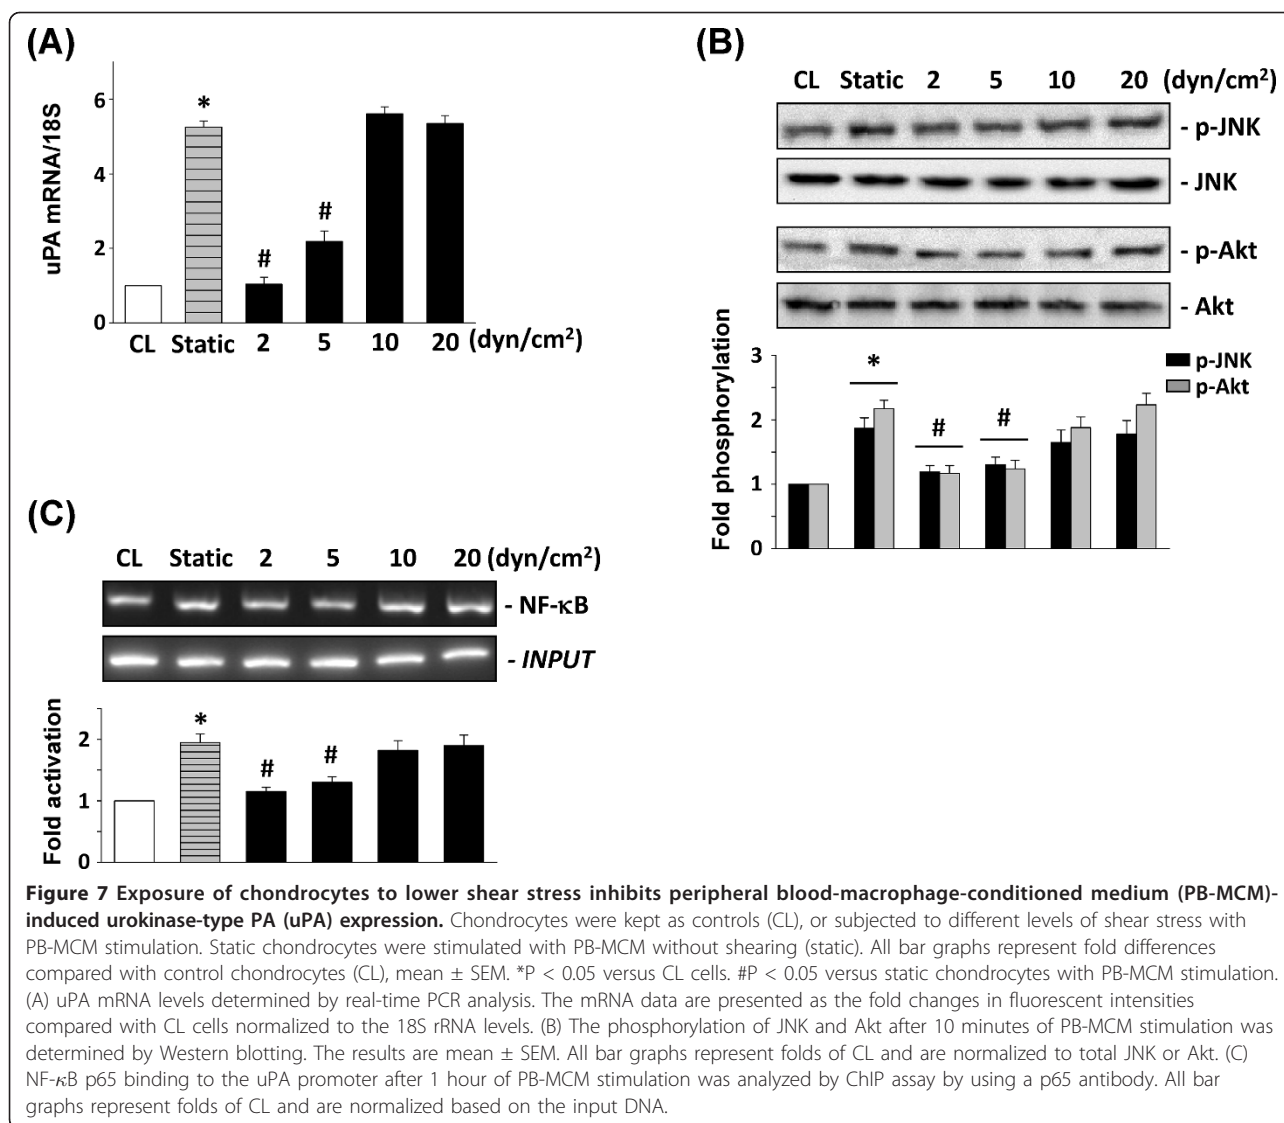 (A)
uPA mRNA/18S
6
4
2
0
*
#
#
CL Static 2 5 10 20 (dyn/cm²)
(B)
CL Static 2 5 10 20 (dyn/cm²)
- p-JNK
- JNK
- p-Akt
- Akt
Fold phosphorylation
3
2
1
0
*
#
#
p-JNK
p-Akt
(C)
CL Static 2 5 10 20 (dyn/cm²)
- NF-κB
- INPUT
Fold activation
2
1
0
*
#
#
Figure 7 Exposure of chondrocytes to lower shear stress inhibits peripheral blood-macrophage-conditioned medium (PB-MCM)-
induced urokinase-type PA (uPA) expression. Chondrocytes were kept as controls (CL), or subjected to different levels of shear stress with
PB-MCM stimulation. Static chondrocytes were stimulated with PB-MCM without shearing (static). All bar graphs represent fold differences
compared with control chondrocytes (CL), mean ± SEM. *P < 0.05 versus CL cells. #P < 0.05 versus static chondrocytes with PB-MCM stimulation.
(A) uPA mRNA levels determined by real-time PCR analysis. The mRNA data are presented as the fold changes in fluorescent intensities
compared with CL cells normalized to the 18S rRNA levels. (B) The phosphorylation of JNK and Akt after 10 minutes of PB-MCM stimulation was
determined by Western blotting. The results are mean ± SEM. All bar graphs represent folds of CL and are normalized to total JNK or Akt. (C)
NF-κB p65 binding to the uPA promoter after 1 hour of PB-MCM stimulation was analyzed by ChIP assay by using a p65 antibody. All bar
graphs represent folds of CL and are normalized based on the input DNA.